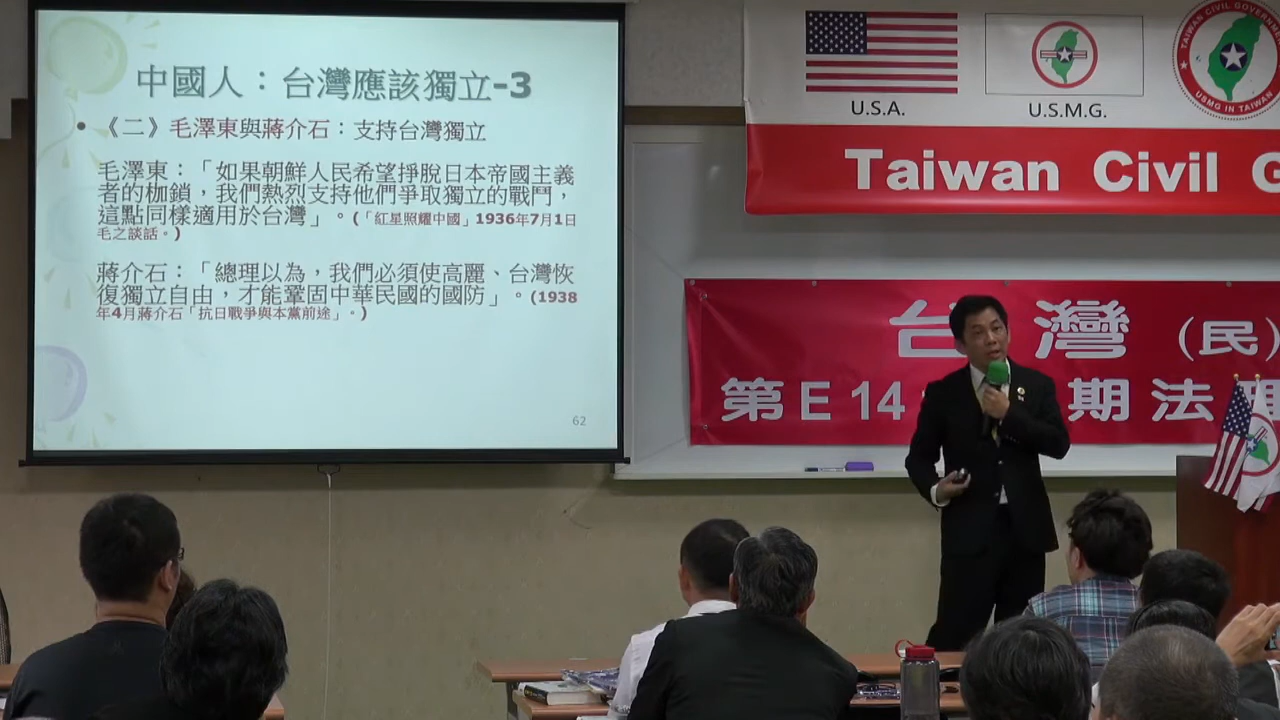 中國人：台灣應該獨立-3
• 《二》毛澤東與蔣介石：支持台灣獨立
毛澤東：「如果朝鮮人民希望掙脫日本帝國主義
者的枷鎖，我們熱烈支持他們爭取獨立的戰鬥，
這點同樣適用於台灣」。(「紅星照耀中國」1936年7月1日
毛之談話。)
蔣介石：「總理以為，我們必須使高麗、台灣恢
復獨立自由，才能鞏固中華民國的國防」。(1938
年4月蔣介石「抗日戰爭與本黨前途」。)
62
U.S.A.
U.S.M.G.
TAIWAN CIVIL GOVERNM
USMG IN TAIWAN
Taiwan Civil G
台灣(民)
第E14
期法理